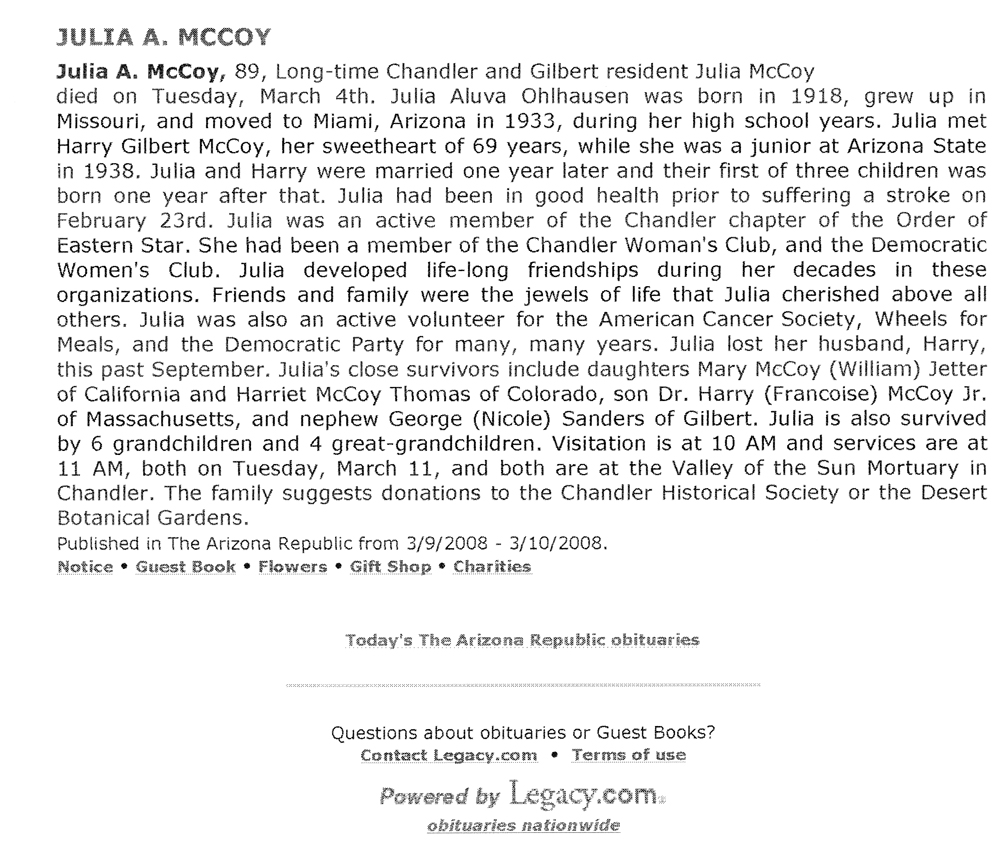 JULIA A. MCCOY
Julia A. McCoy, 89, Long-time Chandler and Gilbert resident Julia McCoy
died on Tuesday, March 4th. Julia Aluva Ohlhausen was born in 1918, grew up in
Missouri, and moved to Miami, Arizona in 1933, during her high school years. Julia met
Harry Gilbert McCoy, her sweetheart of 69 years, while she was a junior at Arizona State
in 1938. Julia and Harry were married one year later and their first of three children was
born one year after that. Julia had been in good health prior to suffering a stroke on
February 23rd. Julia was an active member of the Chandler chapter of the Order of
Eastern Star. She had been a member of the Chandler Woman's Club, and the Democratic
Women's Club. Julia developed life-long friendships during her decades in these
organizations. Friends and family were the jewels of life that Julia cherished above all
others. Julia was also an active volunteer for the American Cancer Society, Wheels for
Meals, and the Democratic Party for many, many years. Julia lost her husband, Harry,
this past September. Julia's close survivors include daughters Mary McCoy (William) Jetter
of California and Harriet McCoy Thomas of Colorado, son Dr. Harry (Francoise) McCoy Jr.
of Massachusetts, and nephew George (Nicole) Sanders of Gilbert. Julia is also survived
by 6 grandchildren and 4 great-grandchildren. Visitation is at 10 AM and services are at
11 AM, both on Tuesday, March 11, and both are at the Valley of the Sun Mortuary in
Chandler. The family suggests donations to the Chandler Historical Society or the Desert
Botanical Gardens.
Published in The Arizona Republic from 3/9/2008 - 3/10/2008.
Notice • Guest Book • Flowers • Gift Shop • Charities
Today's The Arizona Republic obituaries
Questions about obituaries or Guest Books?
Contact Legacy.com • Terms of use
Powered by Legacy.com®
obituaries nationwide